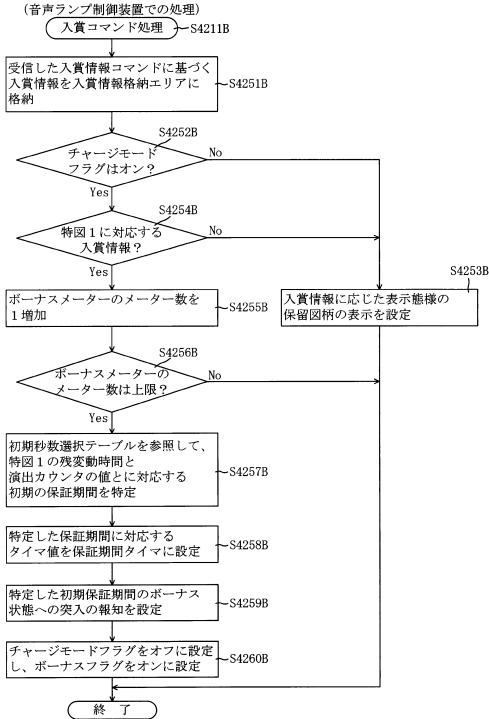 （音声ランプ制御装置での処理）
入賞コマンド処理
S4211B
受信した入賞情報コマンドに基づく
入賞情報を入賞情報格納エリアに
格納
S4251B
S4252B
チャージモード
フラグはオン？
No
Yes
S4254B
特図１に対応する
入賞情報？
No
Yes
S4253B
入賞情報に応じた表示態様の
保留図柄の表示を設定
ボーナスメーターのメーター数を
１増加
S4255B
S4256B
ボーナスメーターの
メーター数は上限？
No
Yes
初期秒数選択テーブルを参照して、
特図１の残変動時間と
演出カウンタの値とに対応する
初期の保証期間を特定
S4257B
特定した保証期間に対応する
タイマ値を保証期間タイマに設定
S4258B
特定した初期保証期間のボーナス
状態への突入の報知を設定
S4259B
チャージモードフラグをオフに設定
し、ボーナスフラグをオンに設定
S4260B
終 了